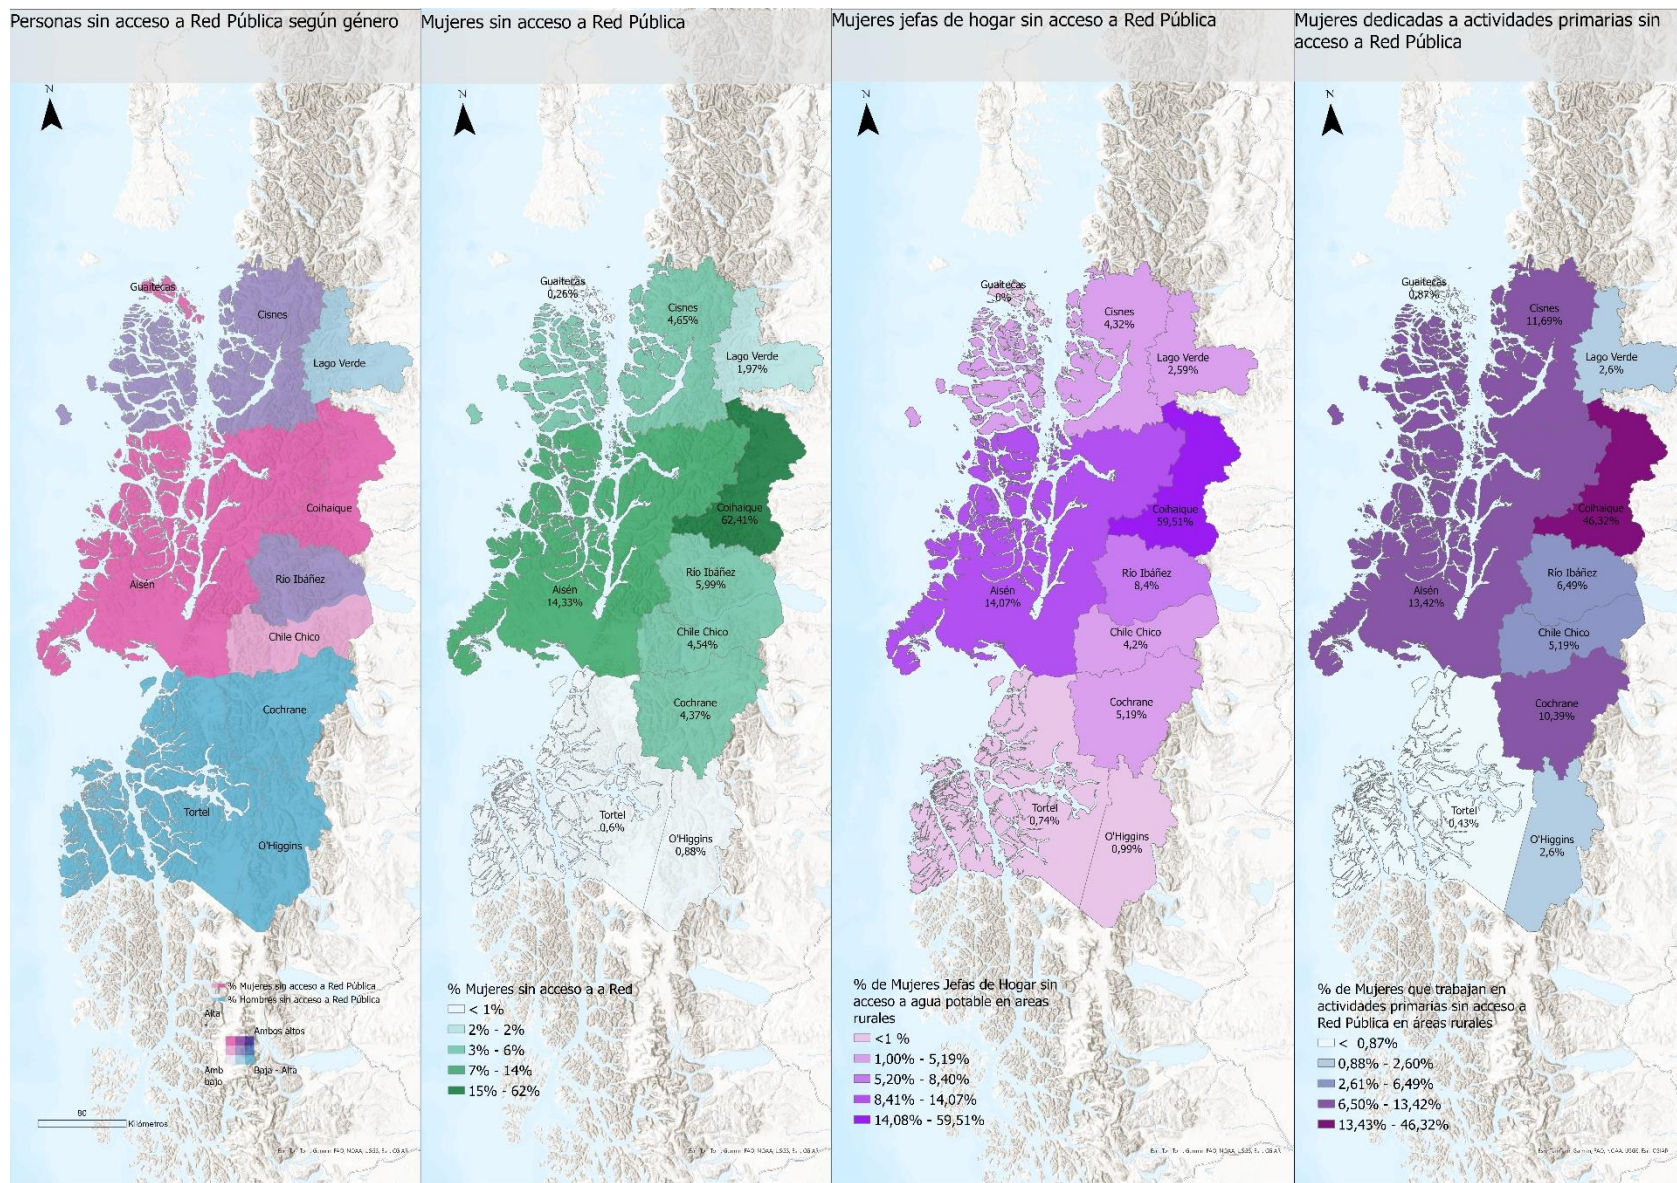 Personas sin acceso a Red Pública según género
N
Guaitecas
Cisnes
Lago Verde
Coihaique
Aisén
Río Ibáñez
Chile Chico
Cochrane
Tortel
O'Higgins
% Mujeres sin acceso a Red Pública
% Hombres sin acceso a Red Pública
Alta
Ambos altos
Amb
bajo
Baja - Alta
80
Kilómetros
Mujeres sin acceso a Red Pública
N
Guaitecas
0,26%
Cisnes
4,65%
Lago Verde
1,97%
Coihaique
62,41%
Río Ibáñez
5,99%
Aisén
14,33%
Chile Chico
4,54%
Cochrane
4,37%
Tortel
0,6%
O'Higgins
0,88%
% Mujeres sin acceso a a Red
< 1%
2% - 2%
3% - 6%
7% - 14%
15% - 62%
Mujeres jefas de hogar sin acceso a Red Pública
N
Guaitecas
0%
Cisnes
4,32%
Lago Verde
2,59%
Coihaique
59,51%
Río Ibáñez
8,4%
Aisén
14,07%
Chile Chico
4,2%
Cochrane
5,19%
Tortel
0,74%
O'Higgins
0,99%
% de Mujeres Jefas de Hogar sin
acceso a agua potable en areas
rurales
<1 %
1,00% - 5,19%
5,20% - 8,40%
8,41% - 14,07%
14,08% - 59,51%
Mujeres dedicadas a actividades primarias sin
acceso a Red Pública
N
Guaitecas
0,87%
Cisnes
11,69%
Lago Verde
2,6%
Coihaique
46,32%
Río Ibáñez
6,49%
Aisén
13,42%
Chile Chico
5,19%
Cochrane
10,39%
Tortel
0,43%
O'Higgins
2,6%
% de Mujeres que trabajan en
actividades primarias sin acceso a
Red Pública en áreas rurales
< 0,87%
0,88% - 2,60%
2,61% - 6,49%
6,50% - 13,42%
13,43% - 46,32%